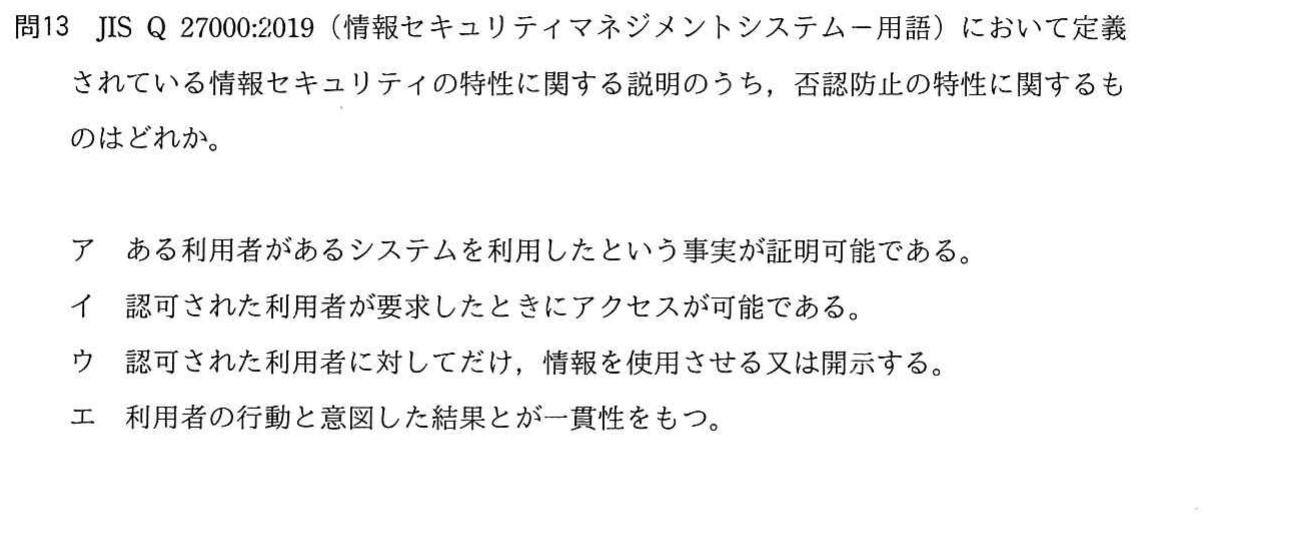 問13 JIS Q 27000:2019（情報セキュリティマネジメントシステム－用語）において定義
されている情報セキュリティの特性に関する説明のうち，否認防止の特性に関するも
のはどれか。
ア ある利用者があるシステムを利用したという事実が証明可能である。
イ 認可された利用者が要求したときにアクセスが可能である。
ウ 認可された利用者に対してだけ，情報を使用させる又は開示する。
エ 利用者の行動と意図した結果とが一貫性をもつ。